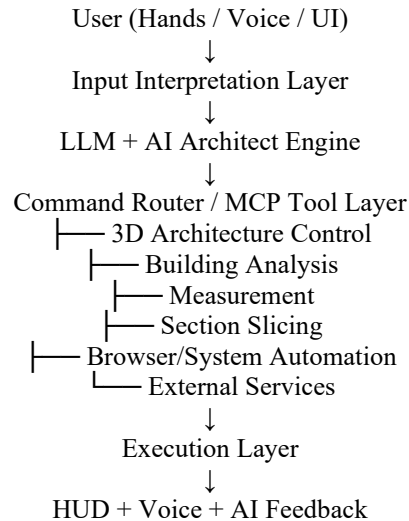 User (Hands / Voice / UI)
↓
Input Interpretation Layer
↓
LLM + AI Architect Engine
↓
Command Router / MCP Tool Layer
├── 3D Architecture Control
├── Building Analysis
├── Measurement
├── Section Slicing
├── Browser/System Automation
└── External Services
↓
Execution Layer
↓
HUD + Voice + AI Feedback